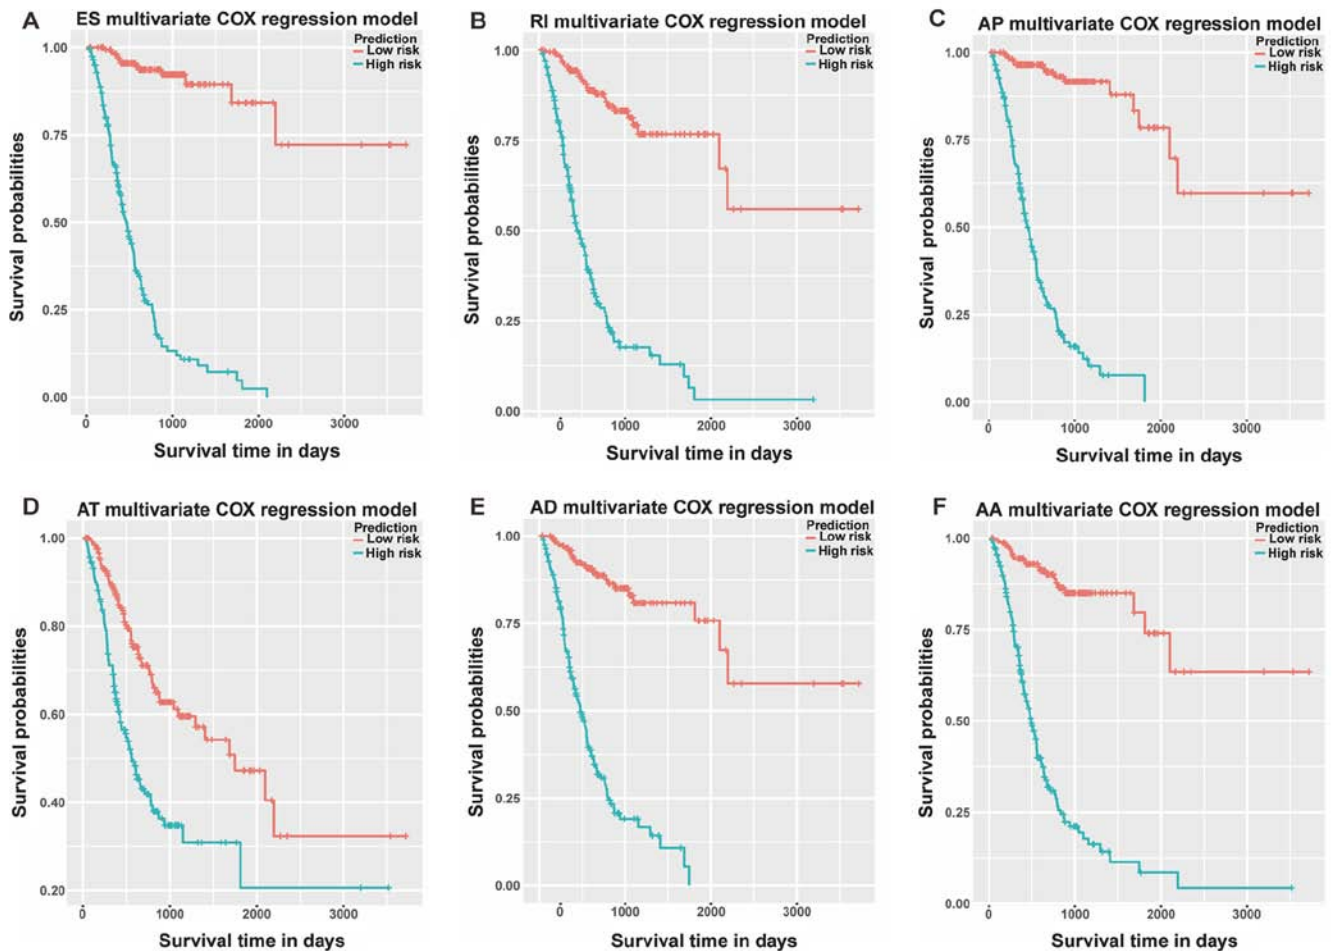 A ES multivariate COX regression model
Prediction
Low risk
High risk
1.00
0.75
0.50
0.25
0.00
Survival probabilities
0 1000 2000 3000
Survival time in days
B RI multivariate COX regression model
Prediction
Low risk
High risk
1.00
0.75
0.50
0.25
0.00
Survival probabilities
0 1000 2000 3000
Survival time in days
C AP multivariate COX regression model
Prediction
Low risk
High risk
1.00
0.75
0.50
0.25
0.00
Survival probabilities
0 1000 2000 3000
Survival time in days
D AT multivariate COX regression model
Prediction
Low risk
High risk
1.00
0.80
0.60
0.40
0.20
Survival probabilities
0 1000 2000 3000
Survival time in days
E AD multivariate COX regression model
Prediction
Low risk
High risk
1.00
0.75
0.50
0.25
0.00
Survival probabilities
0 1000 2000 3000
Survival time in days
F AA multivariate COX regression model
Prediction
Low risk
High risk
1.00
0.75
0.50
0.25
0.00
Survival probabilities
0 1000 2000 3000
Survival time in days